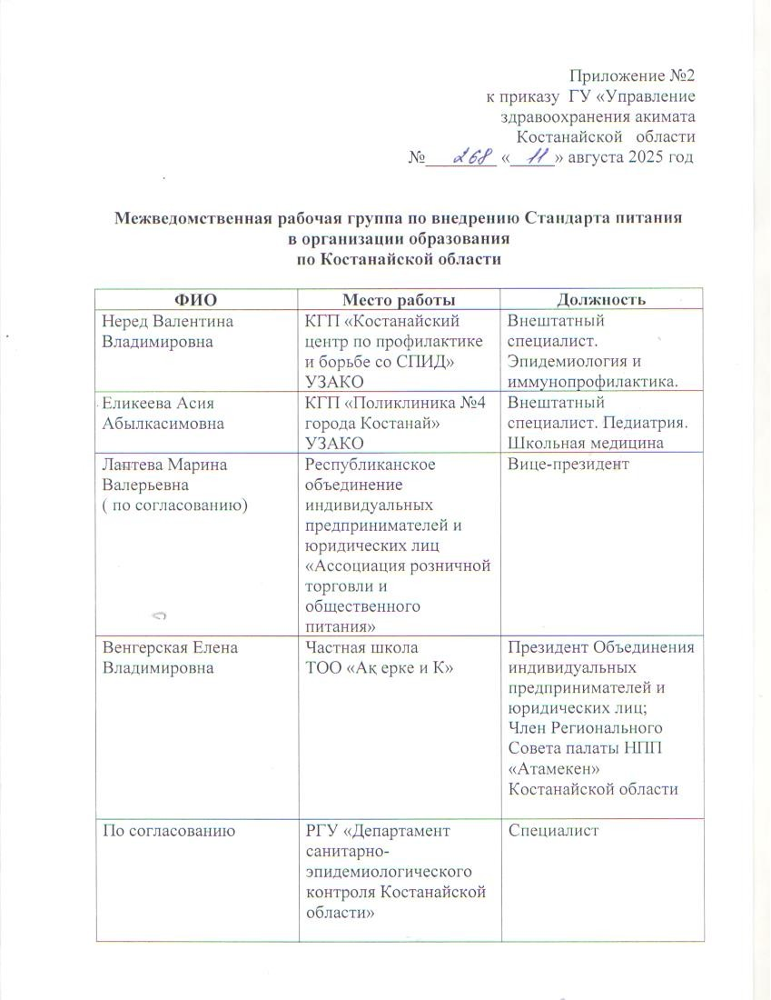 Приложение №2
к приказу ГУ «Управление
здравоохранения акимата
Костанайской области
№ 268 « 11 » августа 2025 год
Межведомственная рабочая группа по внедрению Стандарта питания
в организации образования
по Костанайской области
ФИО Место работы Должность
Неред Валентина
Владимировна
КГП «Костанайский
центр по профилактике
и борьбе со СПИД»
УЗАКО
Внештатный
специалист.
Эпидемиология и
иммунопрофилактика.
Еликеева Асия
Абылкасимовна
КГП «Поликлиника №4
города Костанай»
УЗАКО
Внештатный
специалист. Педиатрия.
Школьная медицина
Лаптева Марина
Валерьевна
( по согласованию)
Республиканское
объединение
индивидуальных
предпринимателей и
юридических лиц
«Ассоциация розничной
торговли и
общественного
питания»
Вице-президент
Венгерская Елена
Владимировна
Частная школа
ТОО «Ақ ерке и К»
Президент Объединения
индивидуальных
предпринимателей и
юридических лиц;
Член Регионального
Совета палаты НПП
«Атамекен»
Костанайской области
По согласованию
РГУ «Департамент
санитарно-
эпидемиологического
контроля Костанайской
области»
Специалист